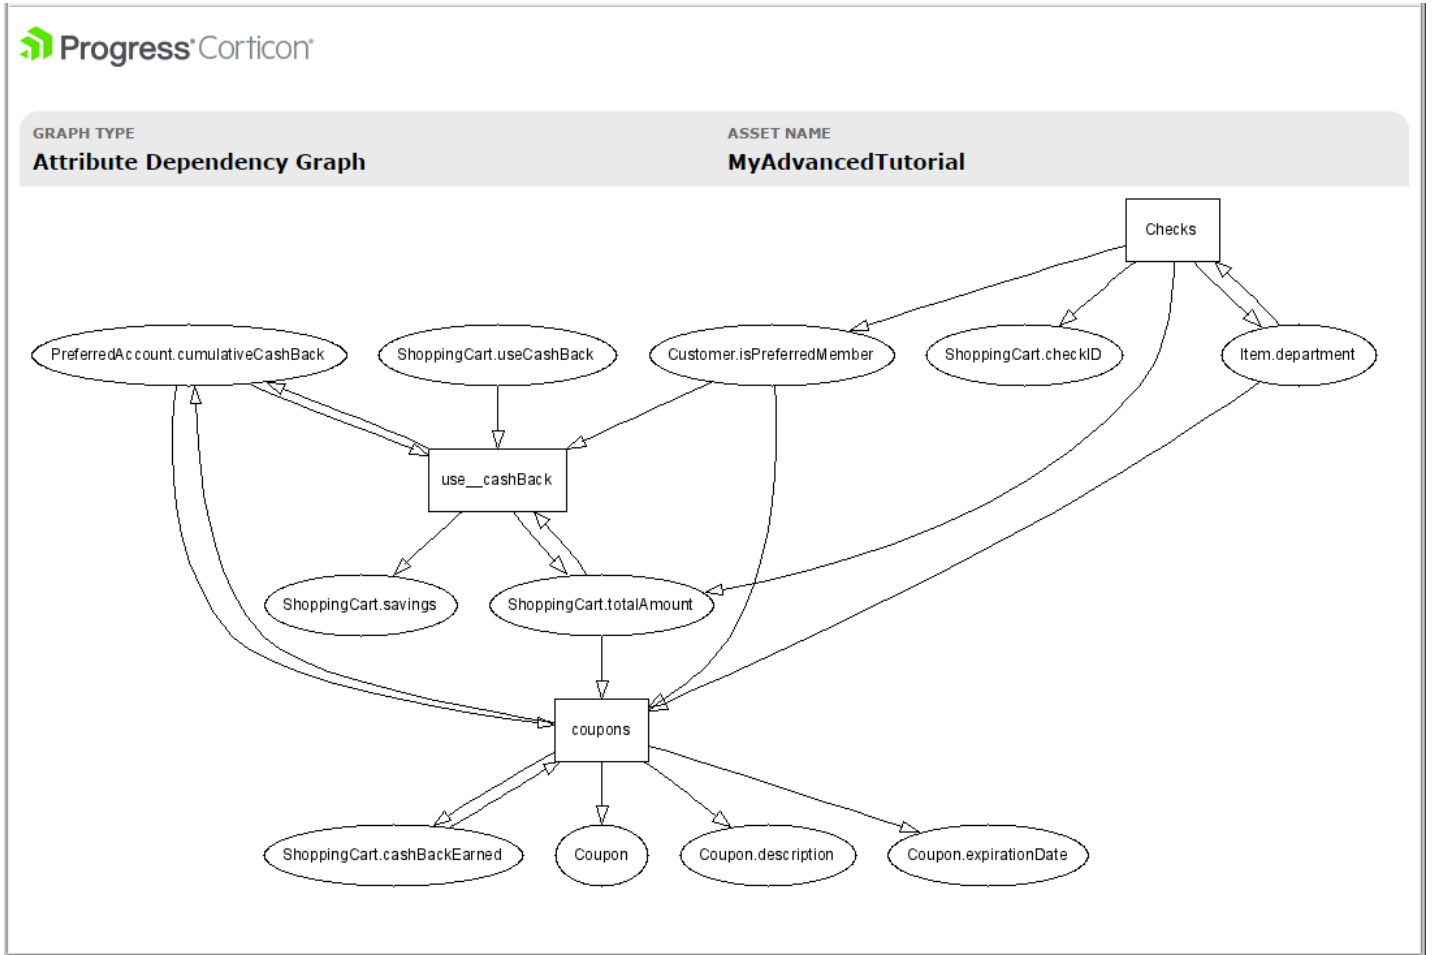 Progress Corticon
GRAPH TYPE
ASSET NAME
Attribute Dependency Graph
MyAdvancedTutorial
Checks
PreferredAccount.cumulativeCashBack
ShoppingCart.useCashBack
Customer.isPreferredMember
ShoppingCart.checkID
Item.department
use__cashBack
ShoppingCart.savings
ShoppingCart.totalAmount
coupons
ShoppingCart.cashBackEarned
Coupon
Coupon.description
Coupon.expirationDate